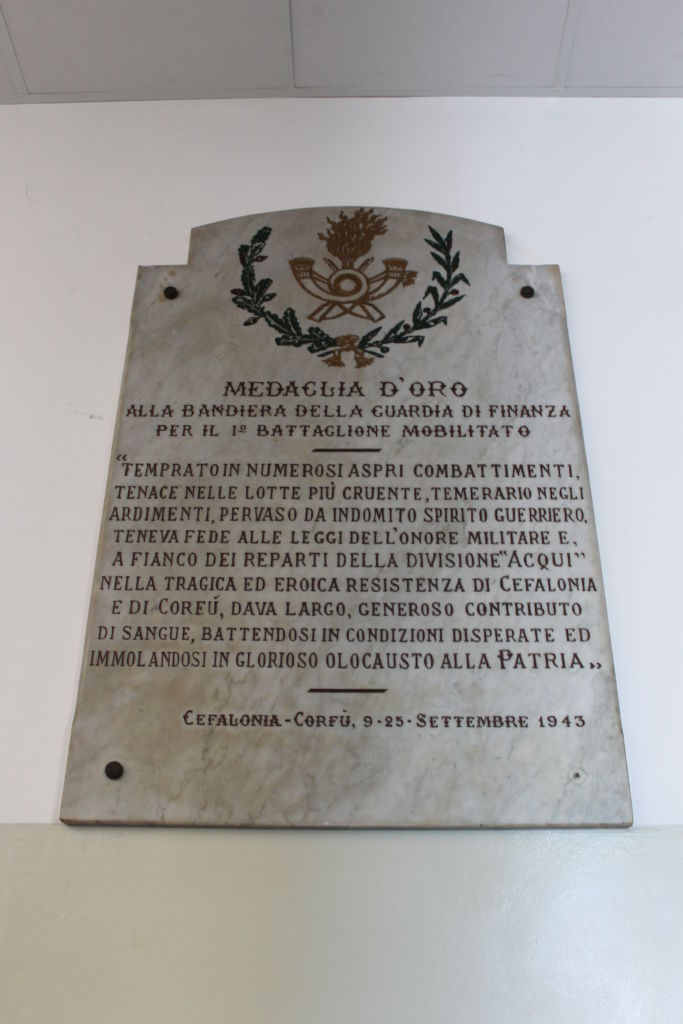 MEDAGLIA D'ORO
ALLA BANDIERA DELLA GUARDIA DI FINANZA
PER IL 1º BATTAGLIONE MOBILITATO
“TEMPRATO IN NUMEROSI ASPRI COMBATTIMENTI,
TENACE NELLE LOTTE PIÙ CRUENTE, TEMERARIO NEGLI
ARDIMENTI, PERVASO DA INDOMITO SPIRITO GUERRIERO,
TENEVA FEDE ALLE LEGGI DELL'ONORE MILITARE E,
A FIANCO DEI REPARTI DELLA DIVISIONE "ACQUI"
NELLA TRAGICA ED EROICA RESISTENZA DI CEFALONIA
E DI CORFÚ, DAVA LARGO, GENEROSO CONTRIBUTO
DI SANGUE, BATTENDOSI IN CONDIZIONI DISPERATE ED
IMMOLANDOSI IN GLORIOSO OLOCAUSTO ALLA PATRIA„
CEFALONIA-CORFÙ, 9-25-SETTEMBRE 1943